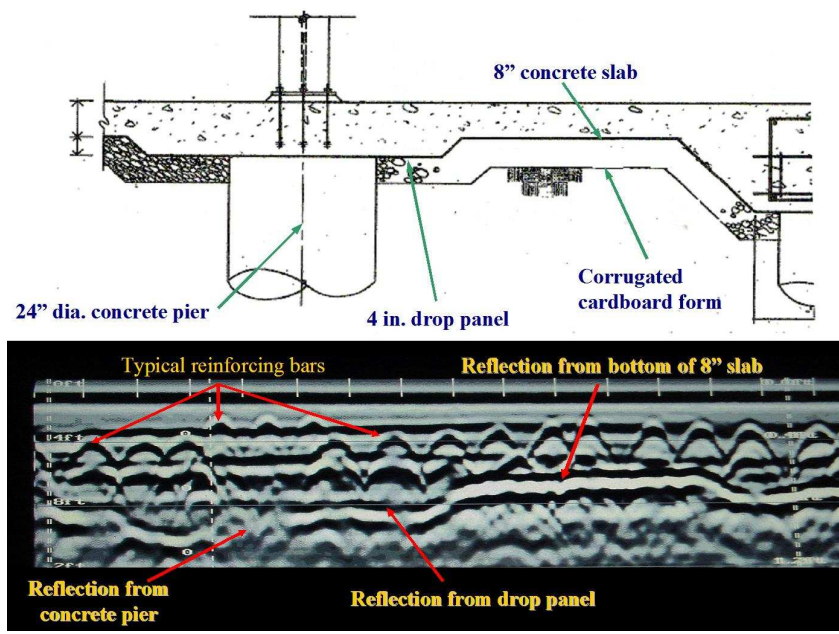 8” concrete slab
24” dia. concrete pier
4 in. drop panel
Corrugated
cardboard form
Typical reinforcing bars
Reflection from bottom of 8” slab
Reflection from
concrete pier
Reflection from drop panel